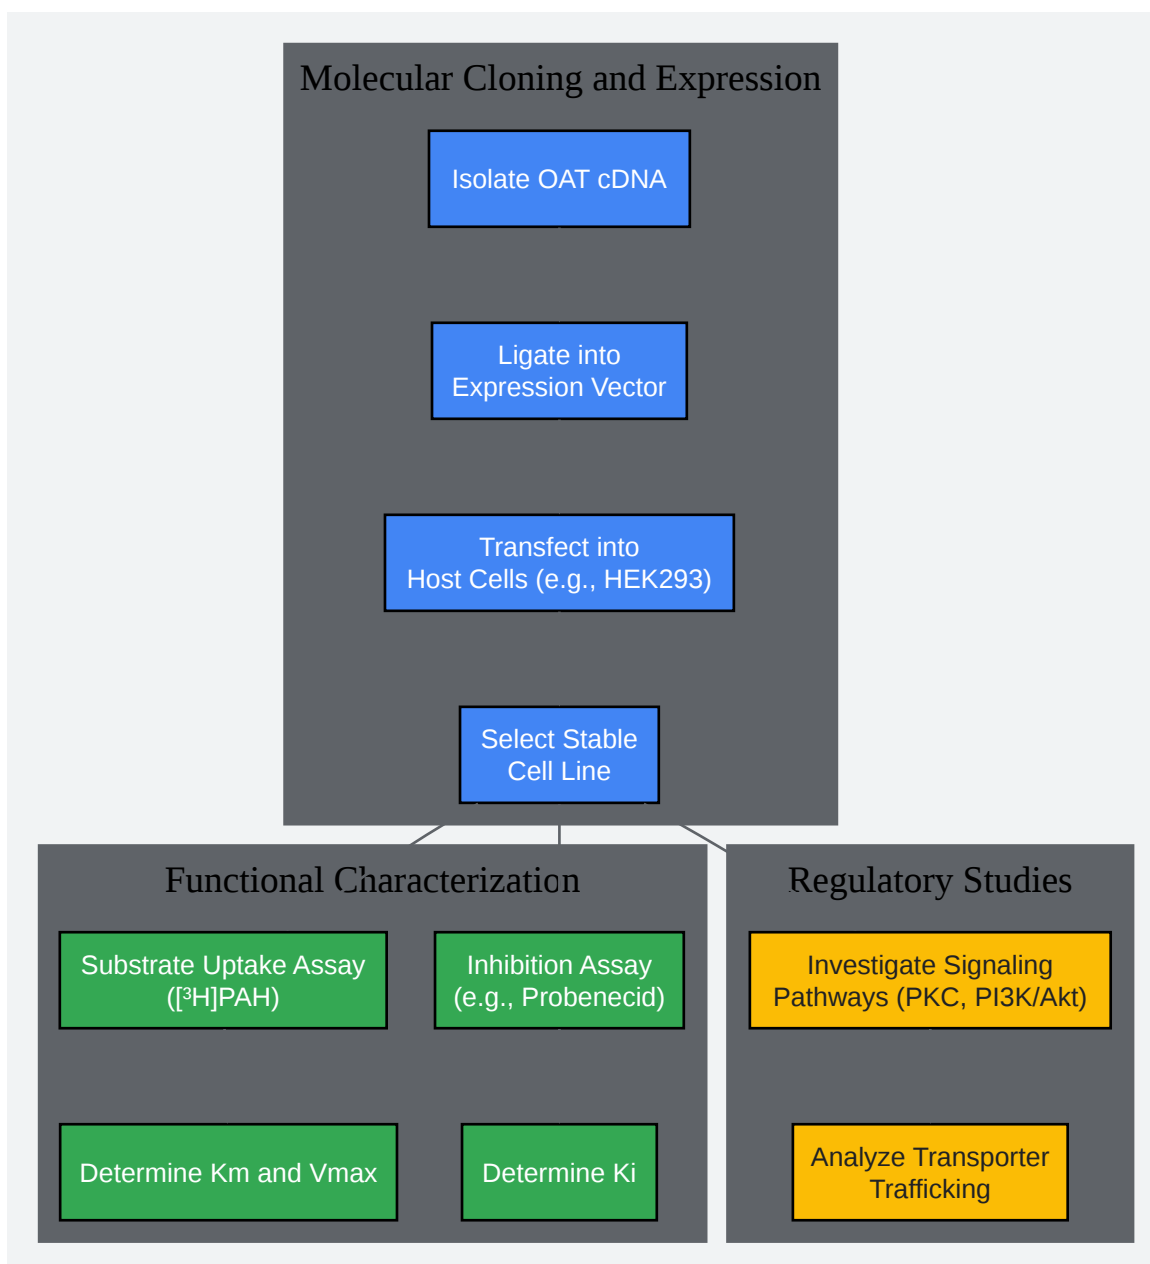 Molecular Cloning and Expression
Isolate OAT cDNA
Ligate into
Expression Vector
Transfect into
Host Cells (e.g., HEK293)
Select Stable
Cell Line
Functional Characterization
Substrate Uptake Assay
([³H]PAH)
Inhibition Assay
(e.g., Probenecid)
Determine Km and Vmax
Determine Ki
Regulatory Studies
Investigate Signaling
Pathways (PKC, PI3K/Akt)
Analyze Transporter
Trafficking